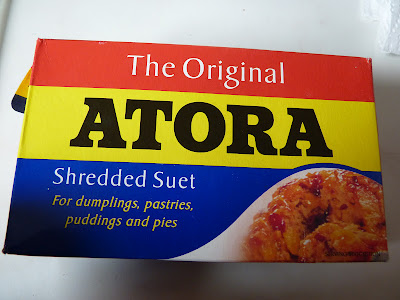 The Original
ATORA
Shredded Suet
For dumplings, pastries,
puddings and pies